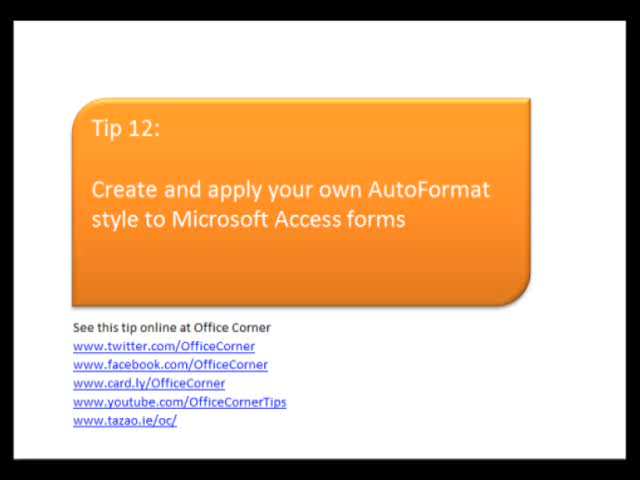 Tip 12:
Create and apply your own AutoFormat
style to Microsoft Access forms
See this tip online at Office Corner
www.twitter.com/OfficeCorner
www.facebook.com/OfficeCorner
www.card.ly/OfficeCorner
www.youtube.com/OfficeCornerTips
www.tazao.ie/oc/